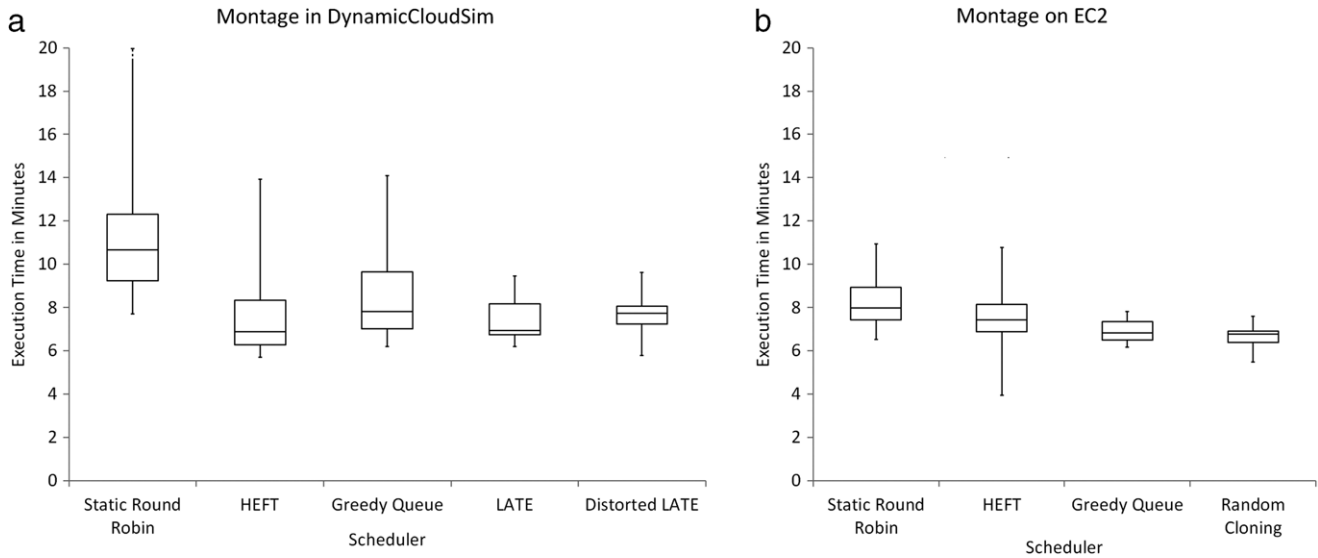 a
Montage in DynamicCloudSim
Execution Time in Minutes
20
18
16
14
12
10
8
6
4
2
0
Static Round
Robin
HEFT
Greedy Queue
LATE
Distorted LATE
Scheduler
b
Montage on EC2
Execution Time in Minutes
20
18
16
14
12
10
8
6
4
2
0
Static Round
Robin
HEFT
Greedy Queue
Random
Cloning
Scheduler